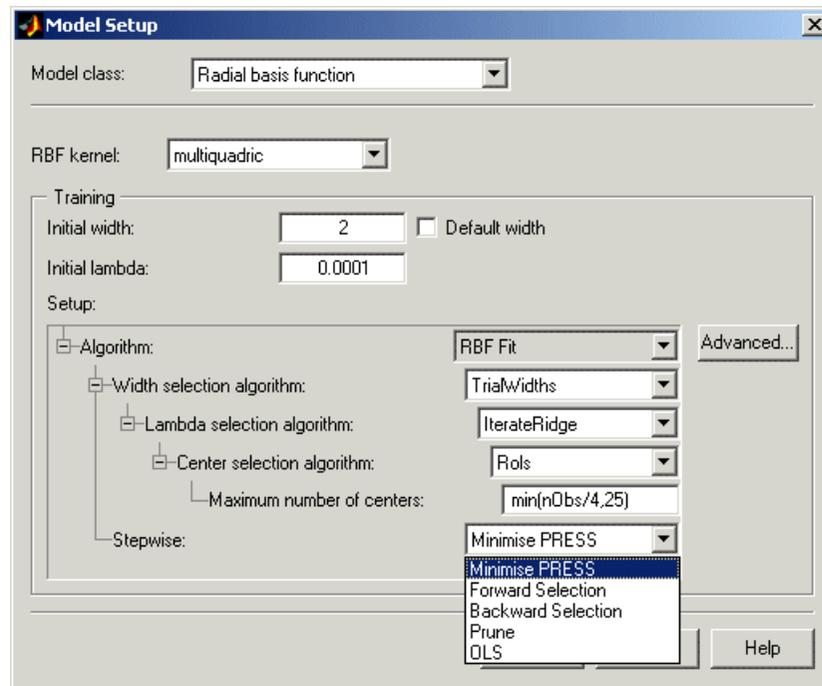 Model Setup
Model class: Radial basis function
RBF kernel: multiquadric
Training
Initial width: 2 Default width
Initial lambda: 0.0001
Setup:
Algorithm: RBF Fit Advanced...
Width selection algorithm: TrialWidths
Lambda selection algorithm: IterateRidge
Center selection algorithm: Rols
Maximum number of centers: min(nObs/4,25)
Stepwise: Minimise PRESS
Minimise PRESS
Forward Selection
Backward Selection
Prune
OLS
Help